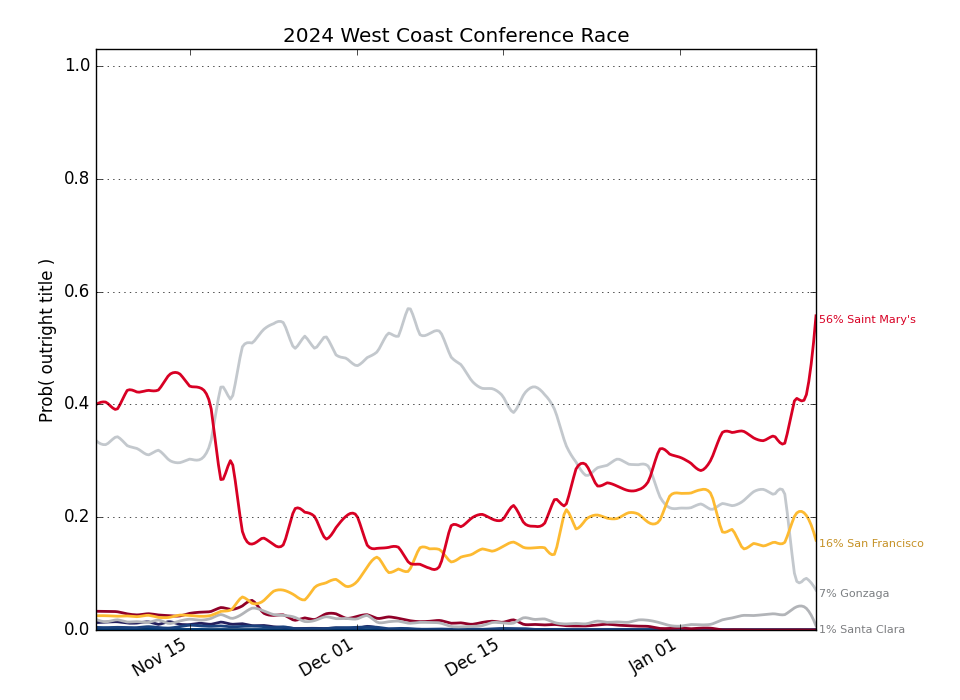 2024 West Coast Conference Race
Prob( outright title )
1.0
0.8
0.6
0.4
0.2
0.0
Nov 15
Dec 01
Dec 15
Jan 01
56% Saint Mary's
16% San Francisco
7% Gonzaga
1% Santa Clara